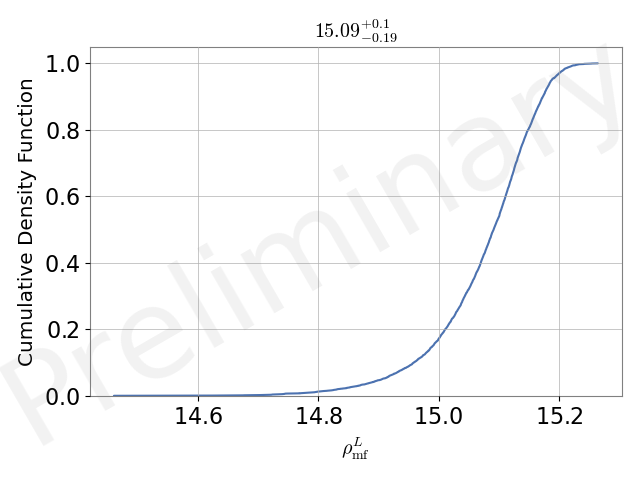 15.09^{+0.1}_{-0.19}
Preliminary
Cumulative Density Function
1.0
0.8
0.6
0.4
0.2
0.0
14.6 14.8 15.0 15.2
ρ^L_mf